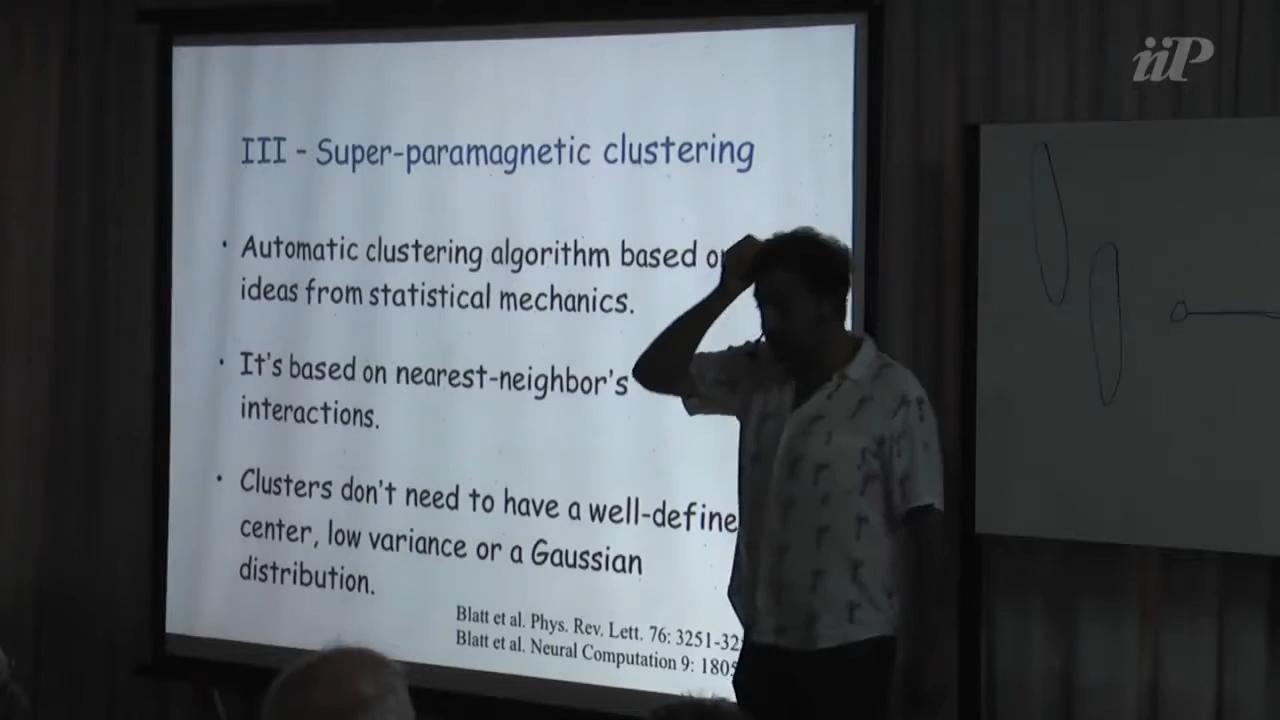 iiP
III - Super-paramagnetic clustering
• Automatic clustering algorithm based
ideas from statistical mechanics.
• It's based on nearest-neighbor's
interactions.
• Clusters don't need to have a well-define
center, low variance or a Gaussian
distribution.
Blatt et al. Phys. Rev. Lett. 76: 3251-32
Blatt et al. Neural Computation 9: 1805